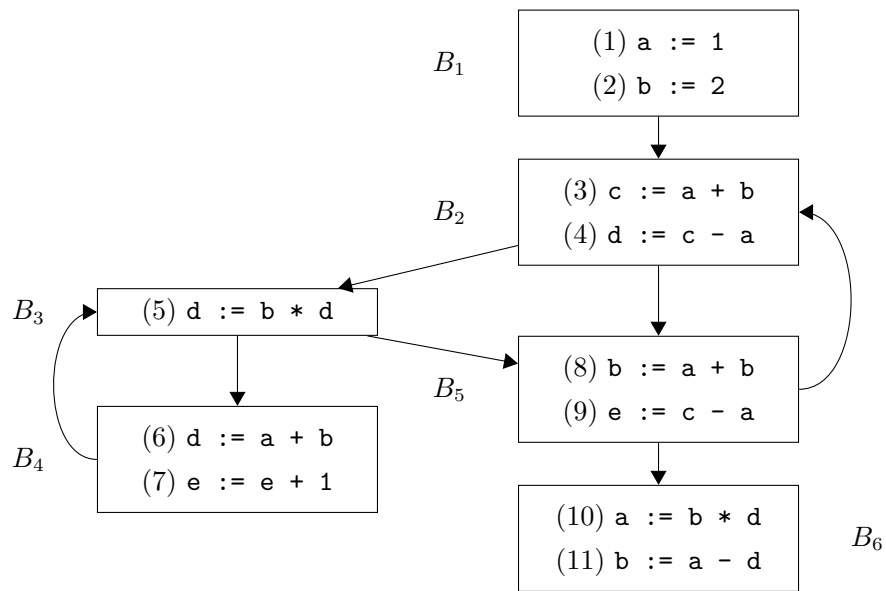 B1
(1) a := 1
(2) b := 2
B2
(3) c := a + b
(4) d := c - a
B3
(5) d := b * d
B4
(6) d := a + b
(7) e := e + 1
B5
(8) b := a + b
(9) e := c - a
(10) a := b * d
(11) b := a - d
B6